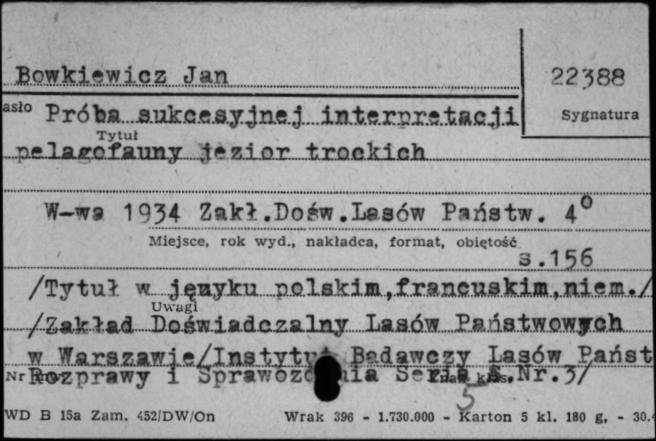 Bowkiewicz Jan
22388
asło Próba sukcesyjnej interpretacji
Sygnatura
Tytuł
pelagofauny jezior trockich
W-wa 1934 Zakł.Dośw.Lasów Państw. 4º
Miejsce, rok wyd., nakładca, format, objętość
s.156
/Tytuł w języku polskim,francuskim,niem./
Uwagi
/Zakład Doświadczalny Lasów Państwowych
w Warszawie/Instytut Badawczy Lasów Państ
Nr Rozprawy i Sprawozdania Seria A.Nr.3/
5
WD B 15a Zam. 452/DW/On Wrak 396 - 1.730.000 - Karton 5 kl. 180 g, - 30.4